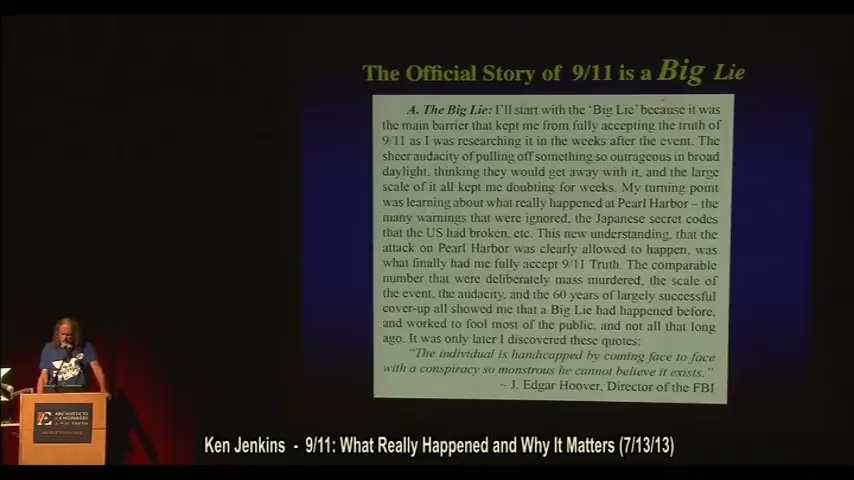 The Official Story of 9/11 is a Big Lie
A. The Big Lie: I'll start with the 'Big Lie' because it was
the main barrier that kept me from fully accepting the truth of
9/11 as I was researching it in the weeks after the event. The
sheer audacity of pulling off something so outrageous in broad
daylight, thinking they would get away with it, and the large
scale of it all kept me doubting for weeks. My turning point
was learning about what really happened at Pearl Harbor – the
many warnings that were ignored, the Japanese secret codes
that the US had broken, etc. This new understanding, that the
attack on Pearl Harbor was clearly allowed to happen, was
what finally had me fully accept 9/11 Truth. The comparable
number that were deliberately mass murdered, the scale of
the event, the audacity, and the 60 years of largely successful
cover-up all showed me that a Big Lie had happened before,
and worked to fool most of the public, and not all that long
ago. It was only later I discovered these quotes:
"The individual is handicapped by coming face to face
with a conspiracy so monstrous he cannot believe it exists."
~ J. Edgar Hoover, Director of the FBI
ARCHITECTS
& ENGINEERS
Ken Jenkins - 9/11: What Really Happened and Why It Matters (7/13/13)